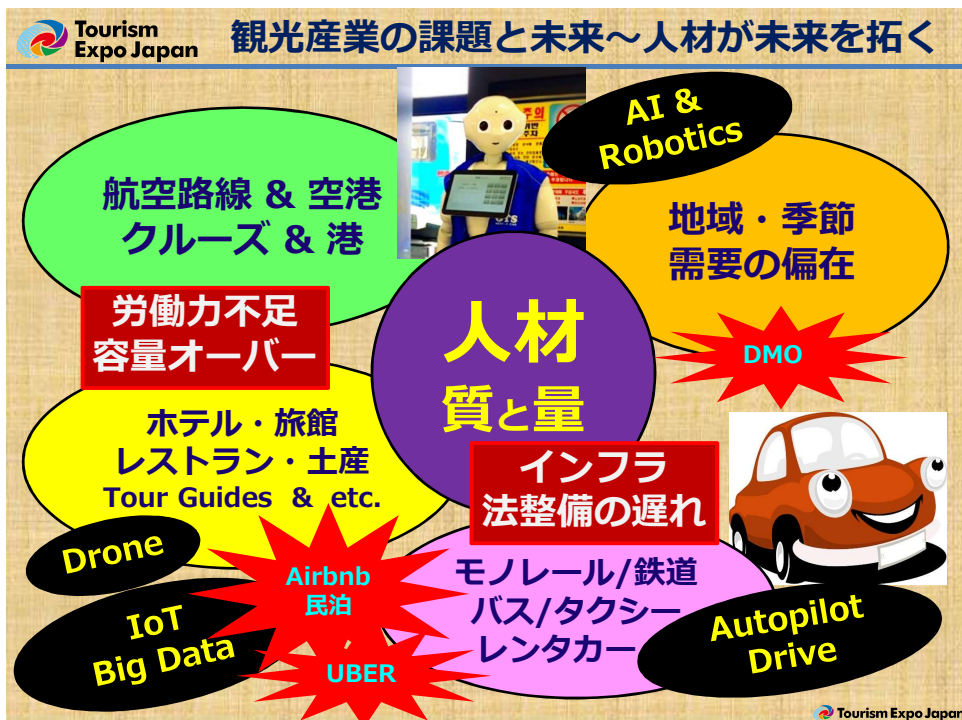 Tourism
Expo Japan
観光産業の課題と未来～人材が未来を拓く
AI &
Robotics
航空路線 & 空港
クルーズ & 港
地域・季節
需要の偏在
労働力不足
容量オーバー
人材
質と量
DMO
ホテル・旅館
レストラン・土産
Tour Guides & etc.
インフラ
法整備の遅れ
Drone
Airbnb
民泊
モノレール/鉄道
バス/タクシー
レンタカー
IoT
Big Data
UBER
Autopilot
Drive
Tourism Expo Japan